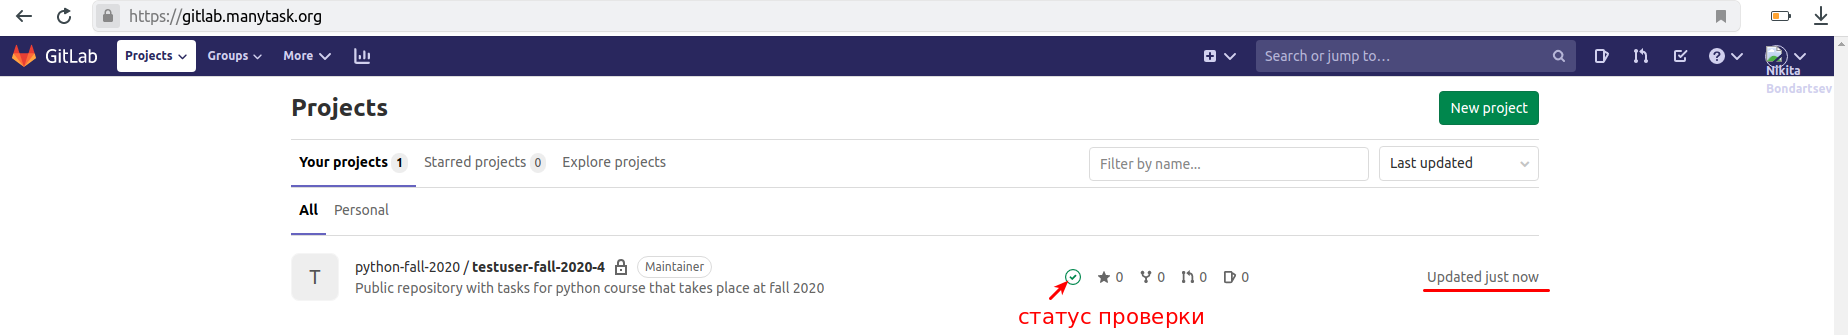 https://gitlab.manytask.org
GitLab Projects Groups More Search or jump to...
Nikita
Bondartsev
Projects New project
Your projects 1 Starred projects 0 Explore projects Filter by name... Last updated
All Personal
T python-fall-2020 / testuser-fall-2020-4 Maintainer 0 0 0 0 Updated just now
Public repository with tasks for python course that takes place at fall 2020
статус проверки